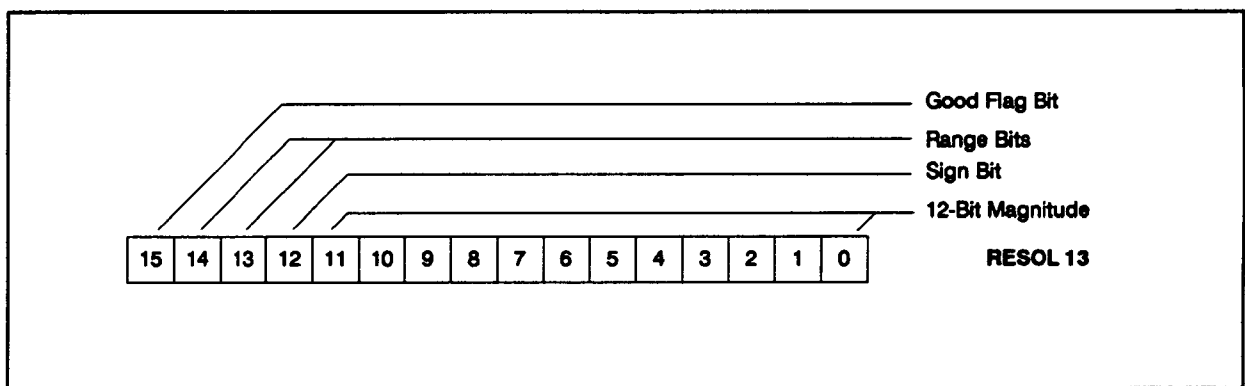 Good Flag Bit
Range Bits
Sign Bit
12-Bit Magnitude
15 14 13 12 11 10 9 8 7 6 5 4 3 2 1 0
RESOL 13